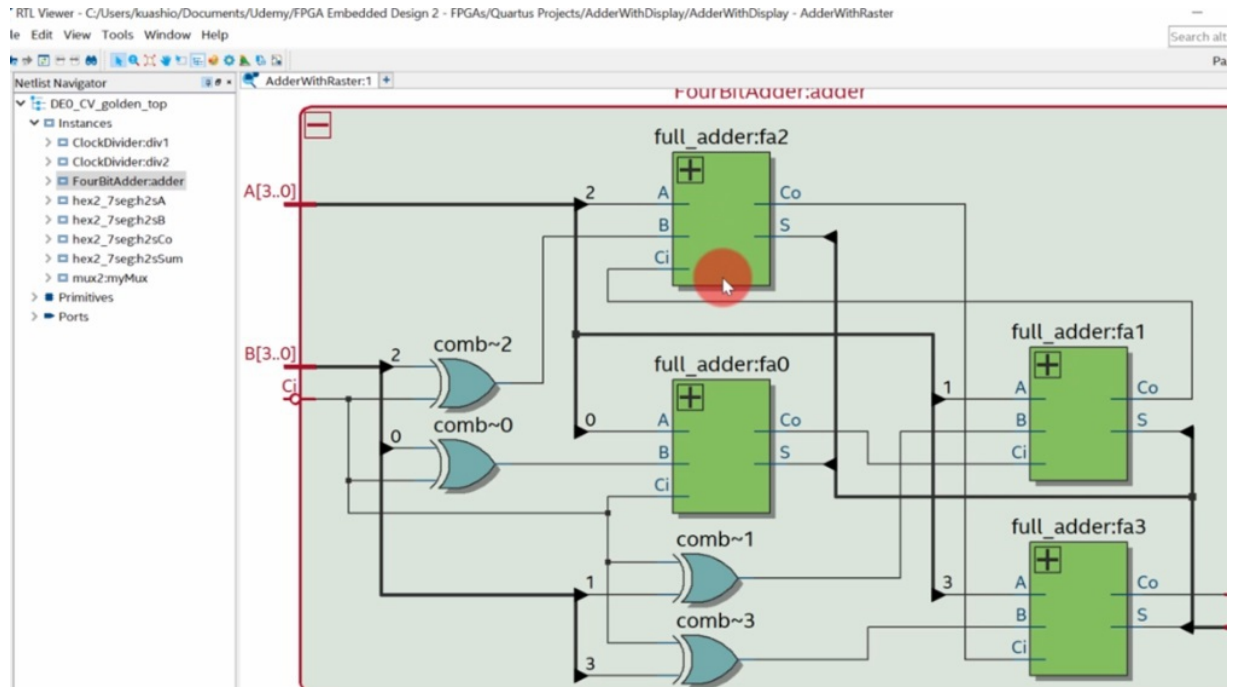 RTL Viewer - C:/Users/kuashio/Documents/Udemy/FPGA Embedded Design 2 - FPGAs/Quartus Projects/AdderWithDisplay/AdderWithDisplay - AdderWithRaster
le Edit View Tools Window Help
Search alt
Pa
Netlist Navigator
AdderWithRaster:1
DE0_CV_golden_top
Instances
ClockDivider:div1
ClockDivider:div2
FourBitAdder:adder
hex2_7seg:h2sA
hex2_7seg:h2sB
hex2_7seg:h2sCo
hex2_7seg:h2sSum
mux2:myMux
Primitives
Ports
FourBitAdder:adder
full_adder:fa2
A[3..0]
2
A
Co
B
S
Ci
full_adder:fa1
1
A
Co
B
S
Ci
B[3..0]
2
comb~2
Ci
0
comb~0
full_adder:fa0
0
A
Co
B
S
Ci
comb~1
1
comb~3
3
full_adder:fa3
3
A
Co
B
S
Ci